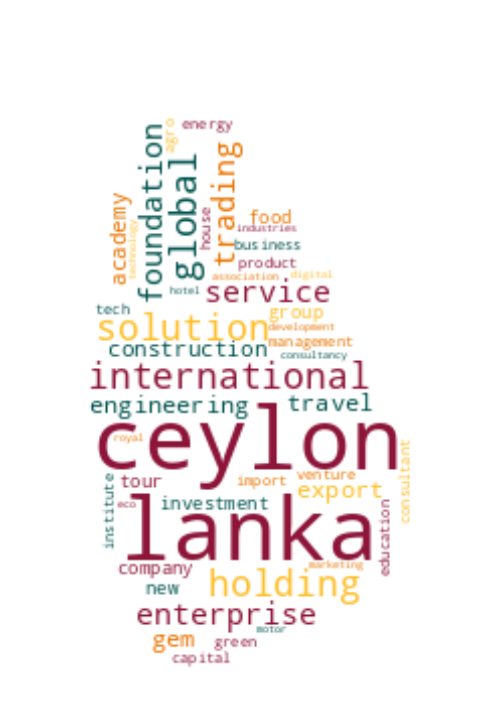 energy
agro
foundation
global
trading
academy
technology
house
food
industries
business
product
association
digital
hotel
service
tech
solution
group
development
construction
management
consultancy
international
engineering
travel
ceylon
royal
consultant
tour
import
venture
export
institute
eco
investment
lanka
education
company
marketing
new
holding
enterprise
motor
gem
green
capital